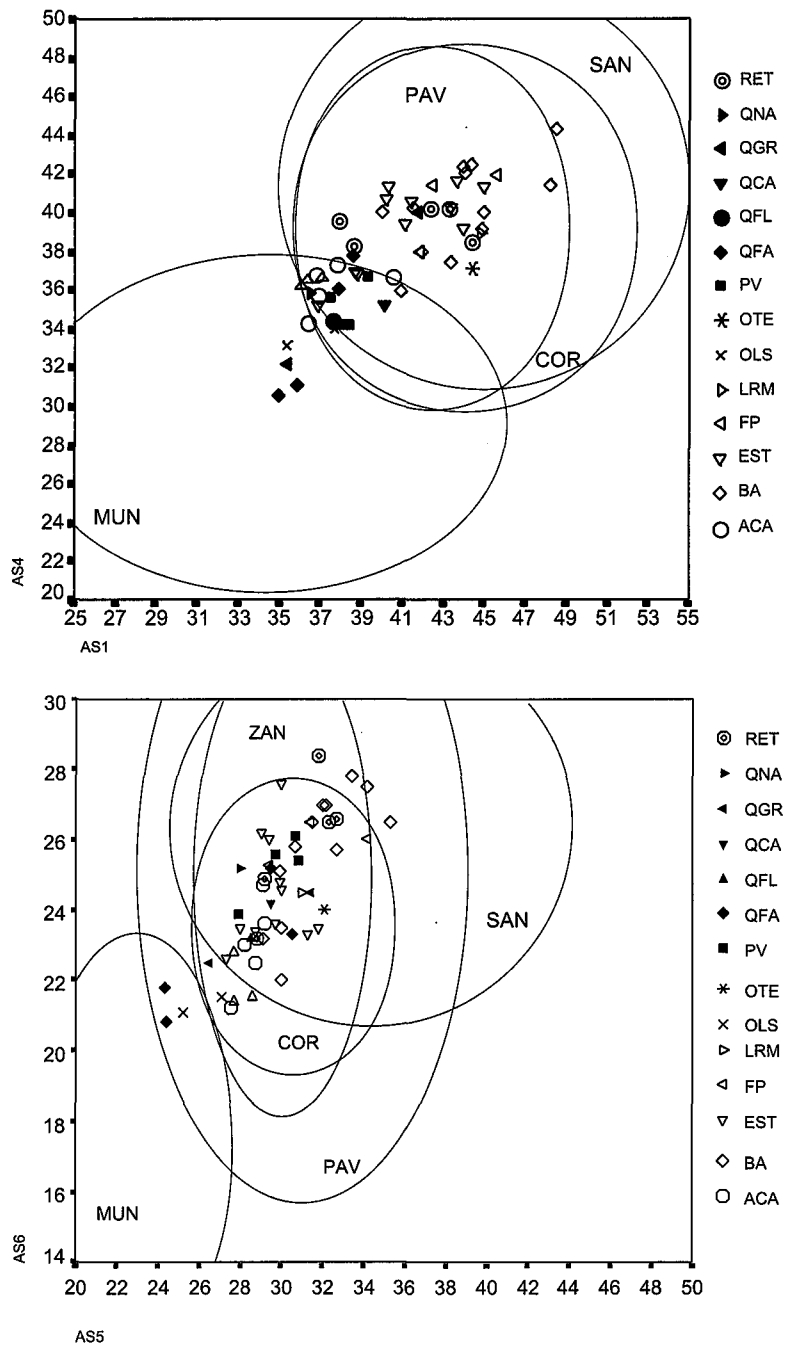 50
48
46
44
42
40
38
36
34
32
30
28
26
24
22
20
AS4
25 27 29 31 33 35 37 39 41 43 45 47 49 51 53 55
AS1
PAV
SAN
COR
MUN
RET
QNA
QGR
QCA
QFL
QFA
PV
OTE
OLS
LRM
FP
EST
BA
ACA
30
28
26
24
22
20
18
16
14
AS6
20 22 24 26 28 30 32 34 36 38 40 42 44 46 48 50
AS5
ZAN
SAN
COR
PAV
MUN
RET
QNA
QGR
QCA
QFL
QFA
PV
OTE
OLS
LRM
FP
EST
BA
ACA